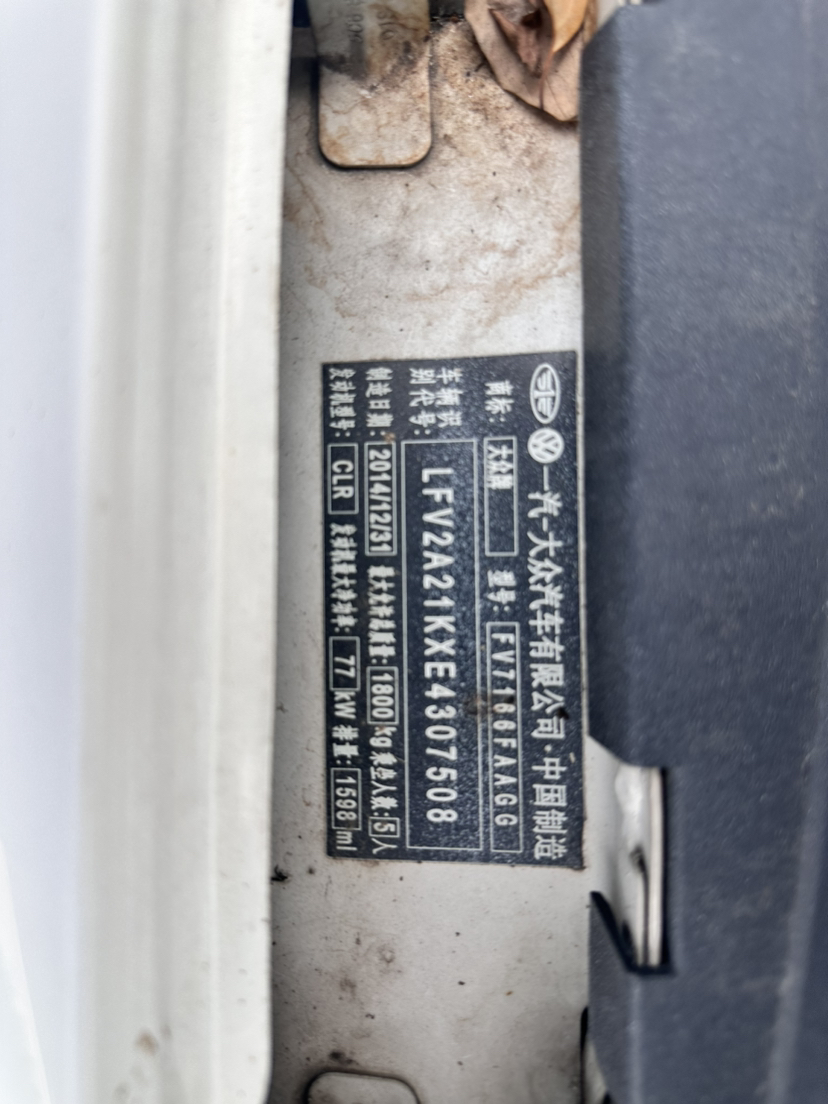 一汽-大众汽车有限公司·中国制造
商标: 大众牌 型号: FV7166FAAGG
车辆识别代号: LFV2A21KXE4307508
制造日期: 2014/12/31 最大允许总质量: 1800 kg 乘坐人数: 5 人
发动机型号: CLR 发动机最大净功率: 77 kW 排量: 1598 ml